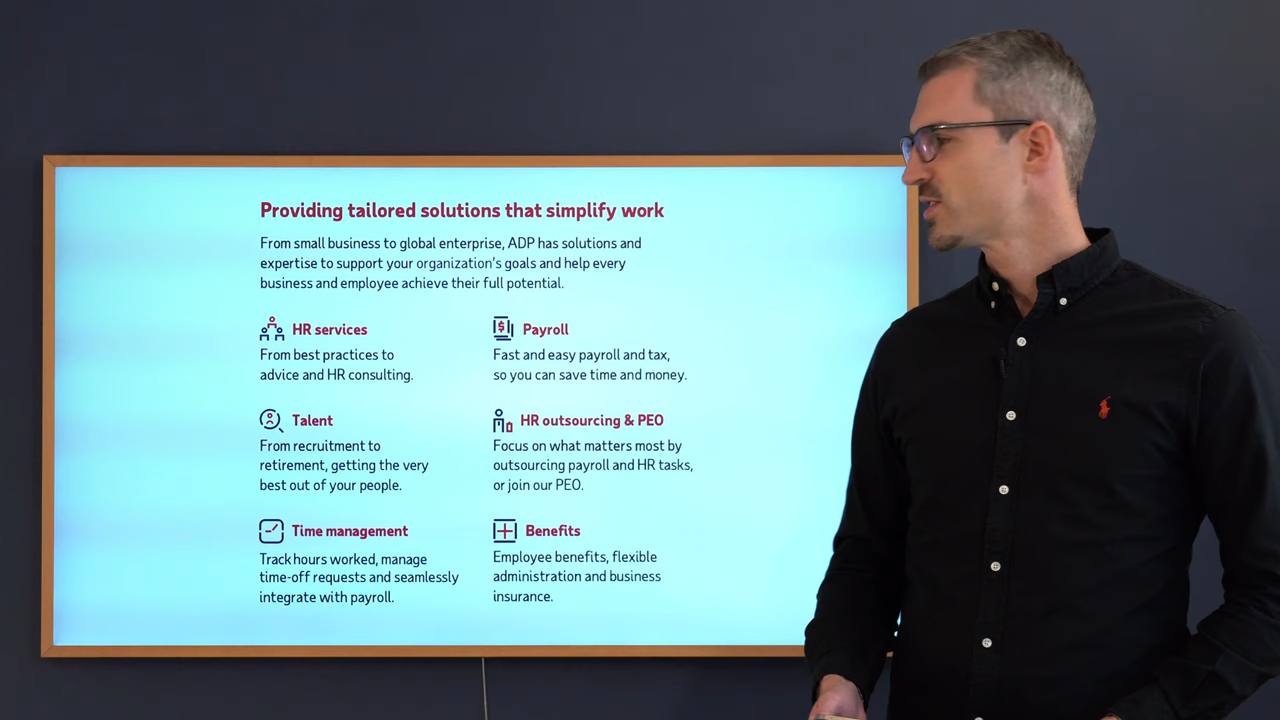 Providing tailored solutions that simplify work
From small business to global enterprise, ADP has solutions and
expertise to support your organization's goals and help every
business and employee achieve their full potential.
HR services
From best practices to
advice and HR consulting.
Payroll
Fast and easy payroll and tax,
so you can save time and money.
Talent
From recruitment to
retirement, getting the very
best out of your people.
HR outsourcing & PEO
Focus on what matters most by
outsourcing payroll and HR tasks,
or join our PEO.
Time management
Track hours worked, manage
time-off requests and seamlessly
integrate with payroll.
Benefits
Employee benefits, flexible
administration and business
insurance.